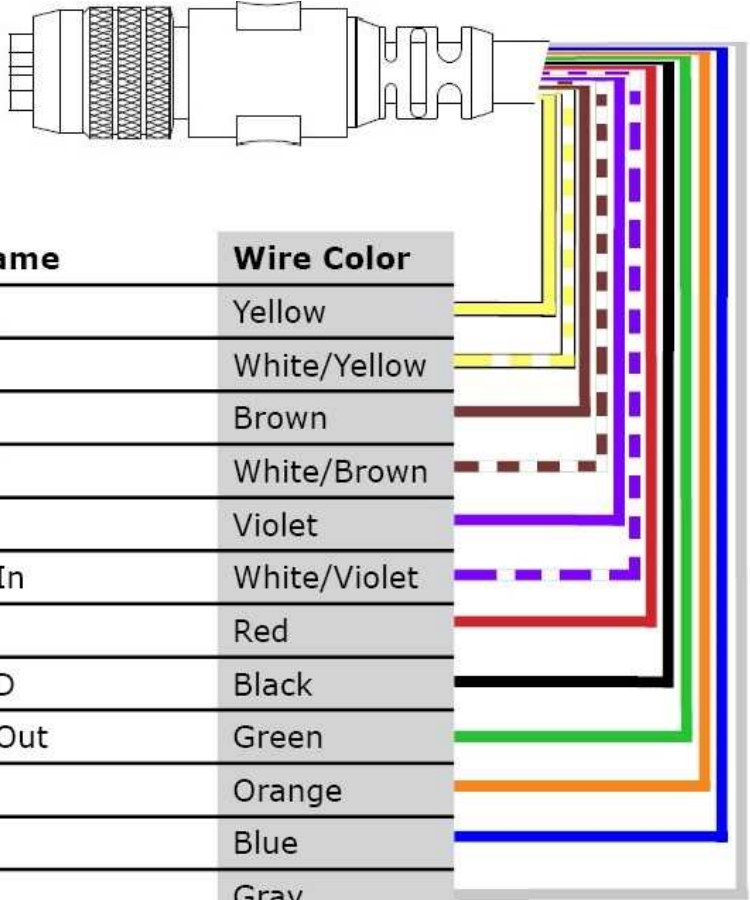 ame Wire Color
Yellow
White/Yellow
Brown
White/Brown
Violet
In White/Violet
Red
D Black
Out Green
Orange
Blue
Gray